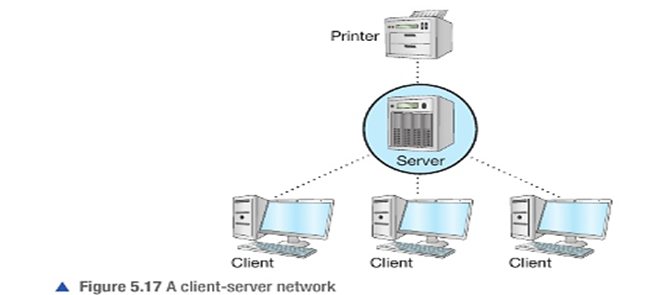 Printer
Server
Client Client Client
▲ Figure 5.17 A client-server network